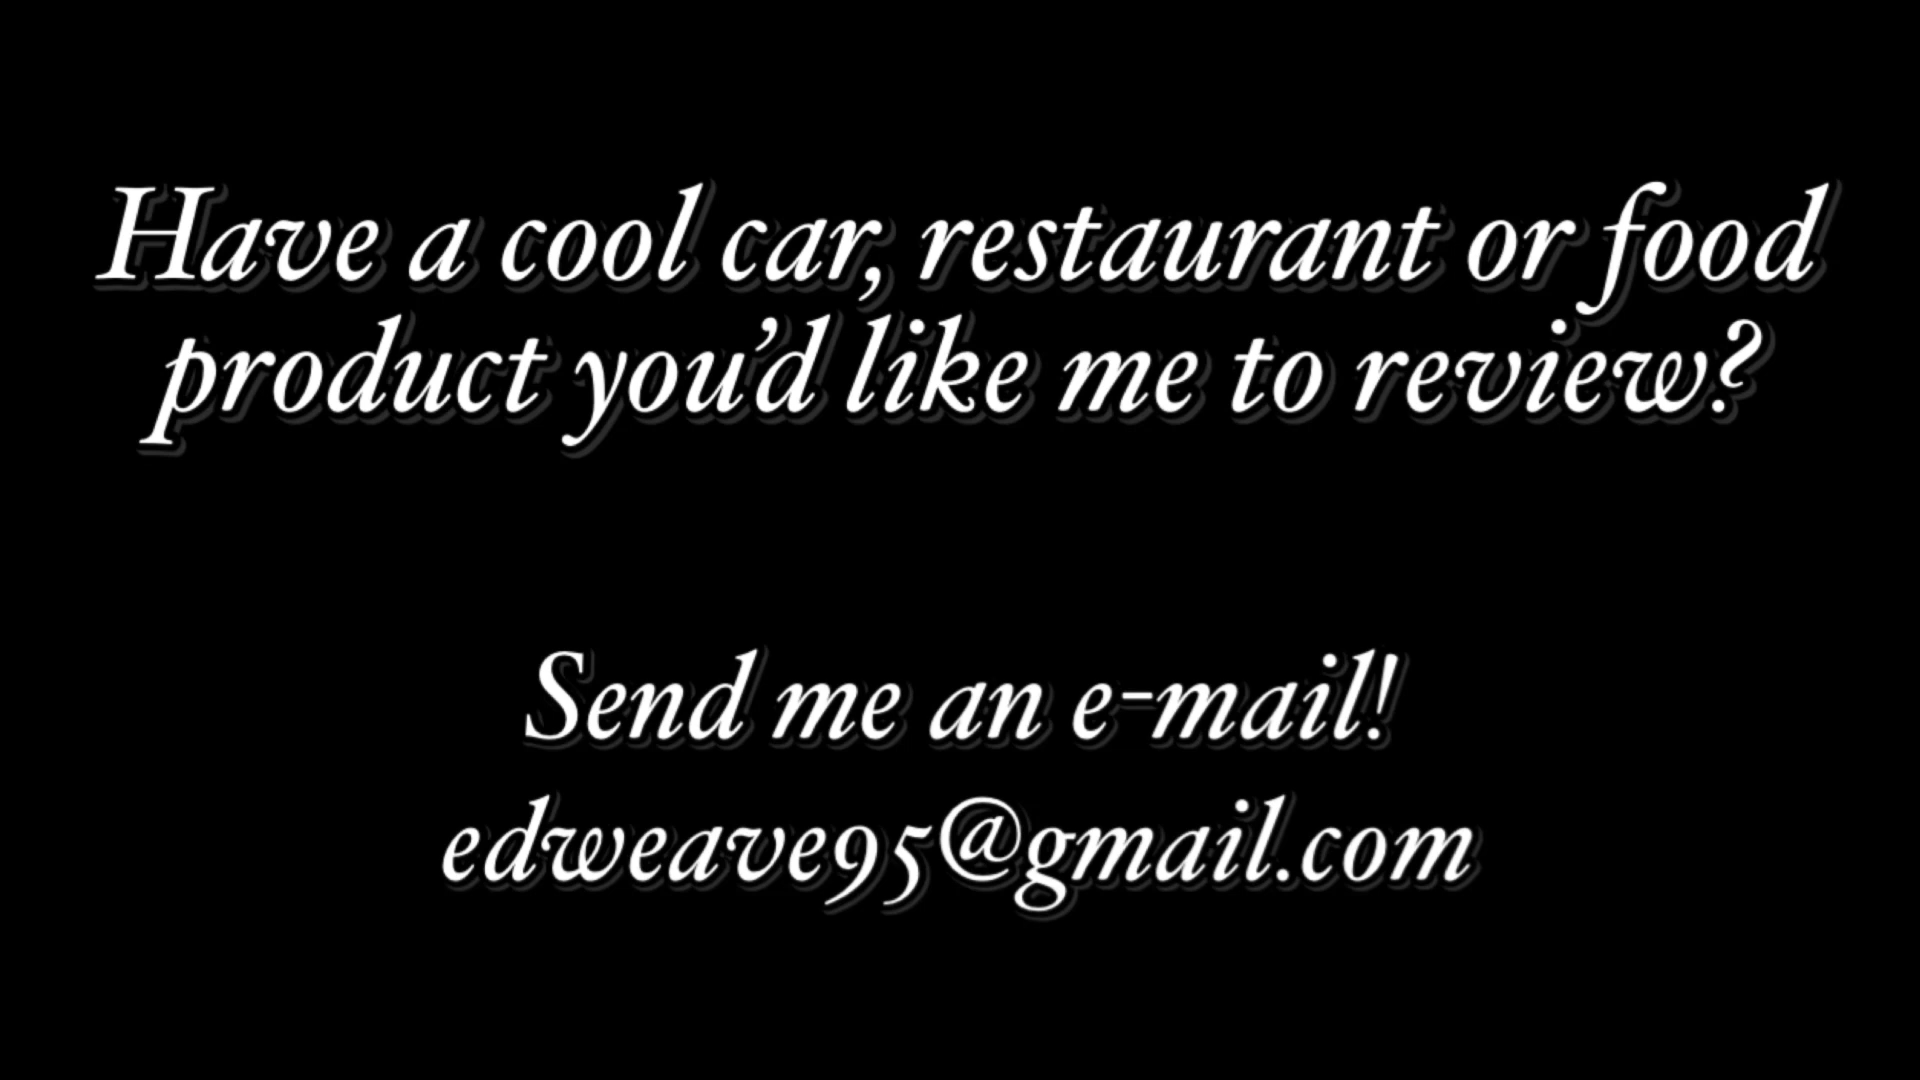 Have a cool car, restaurant or food
product you’d like me to review?
Send me an e-mail!
edweave95@gmail.com